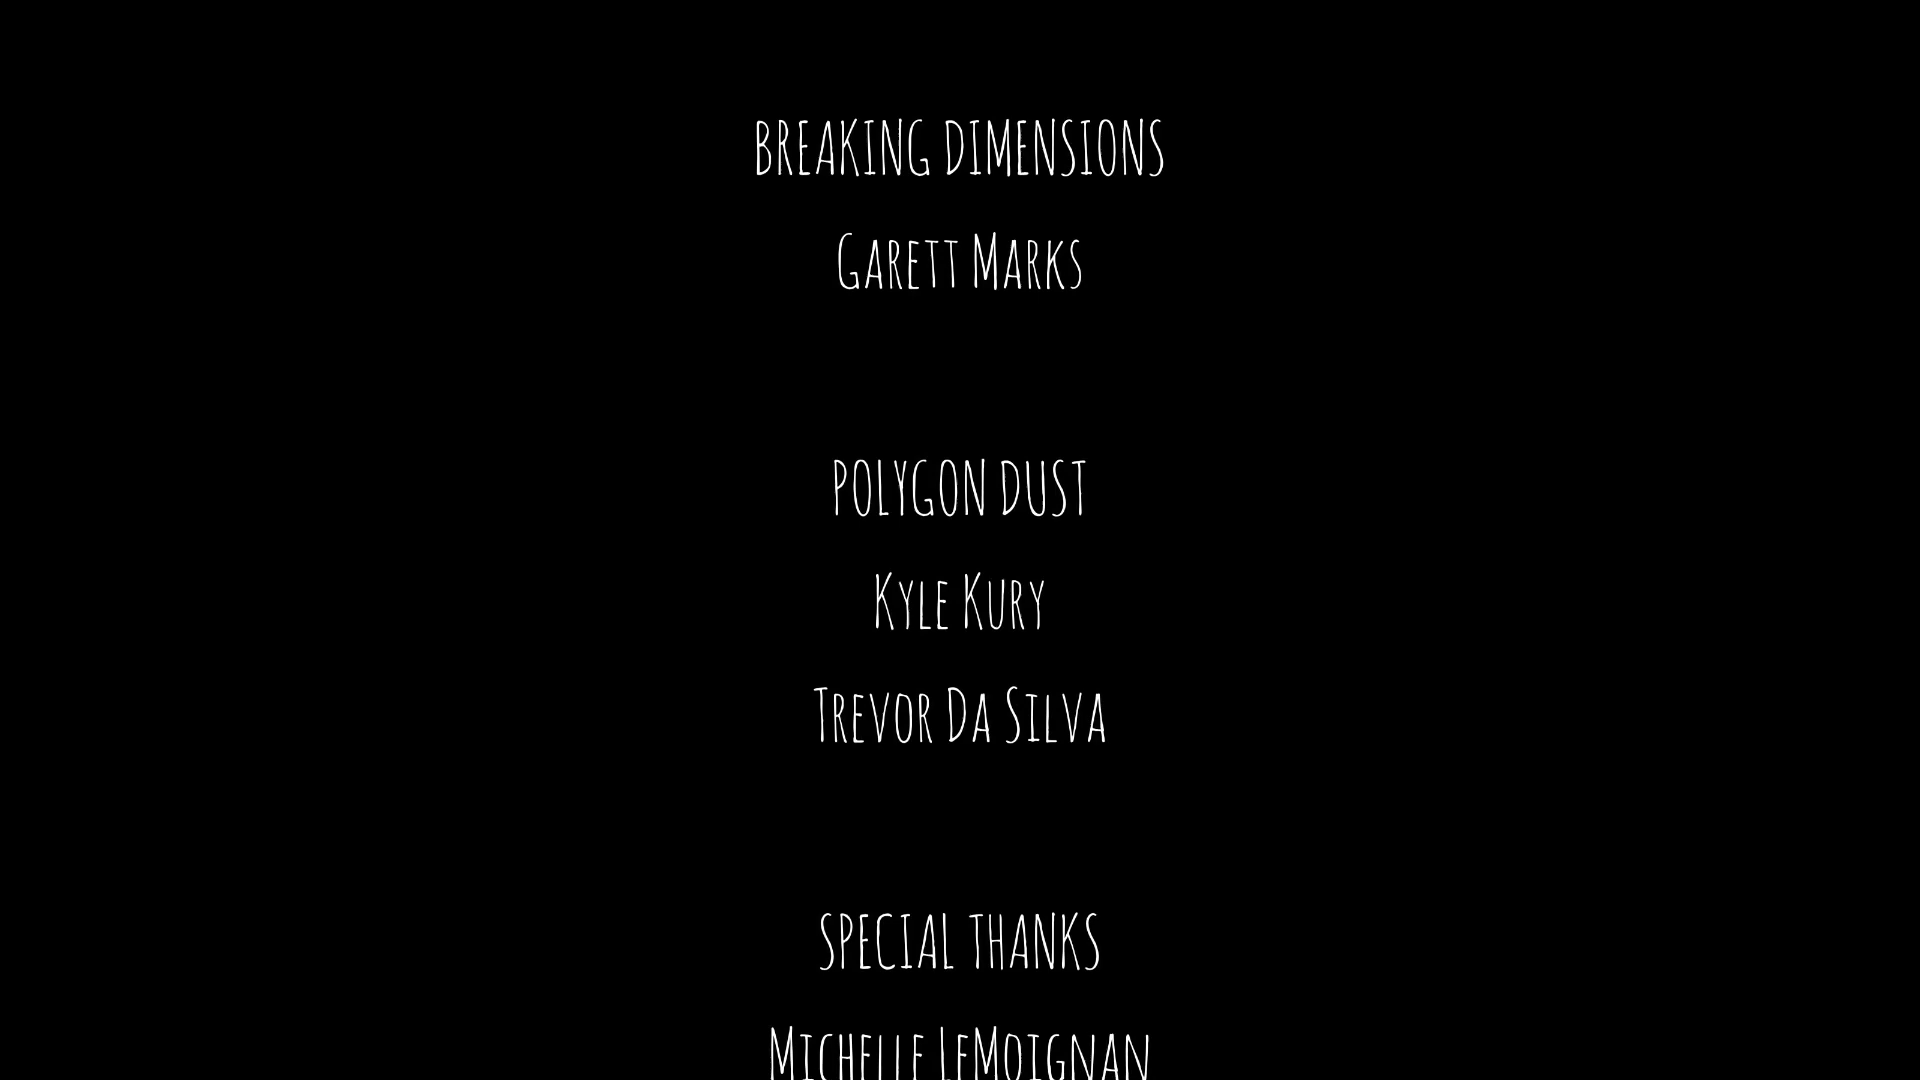 BREAKING DIMENSIONS
Garett Marks
POLYGON DUST
Kyle Kury
Trevor Da Silva
SPECIAL THANKS
Michelle LeMoignan